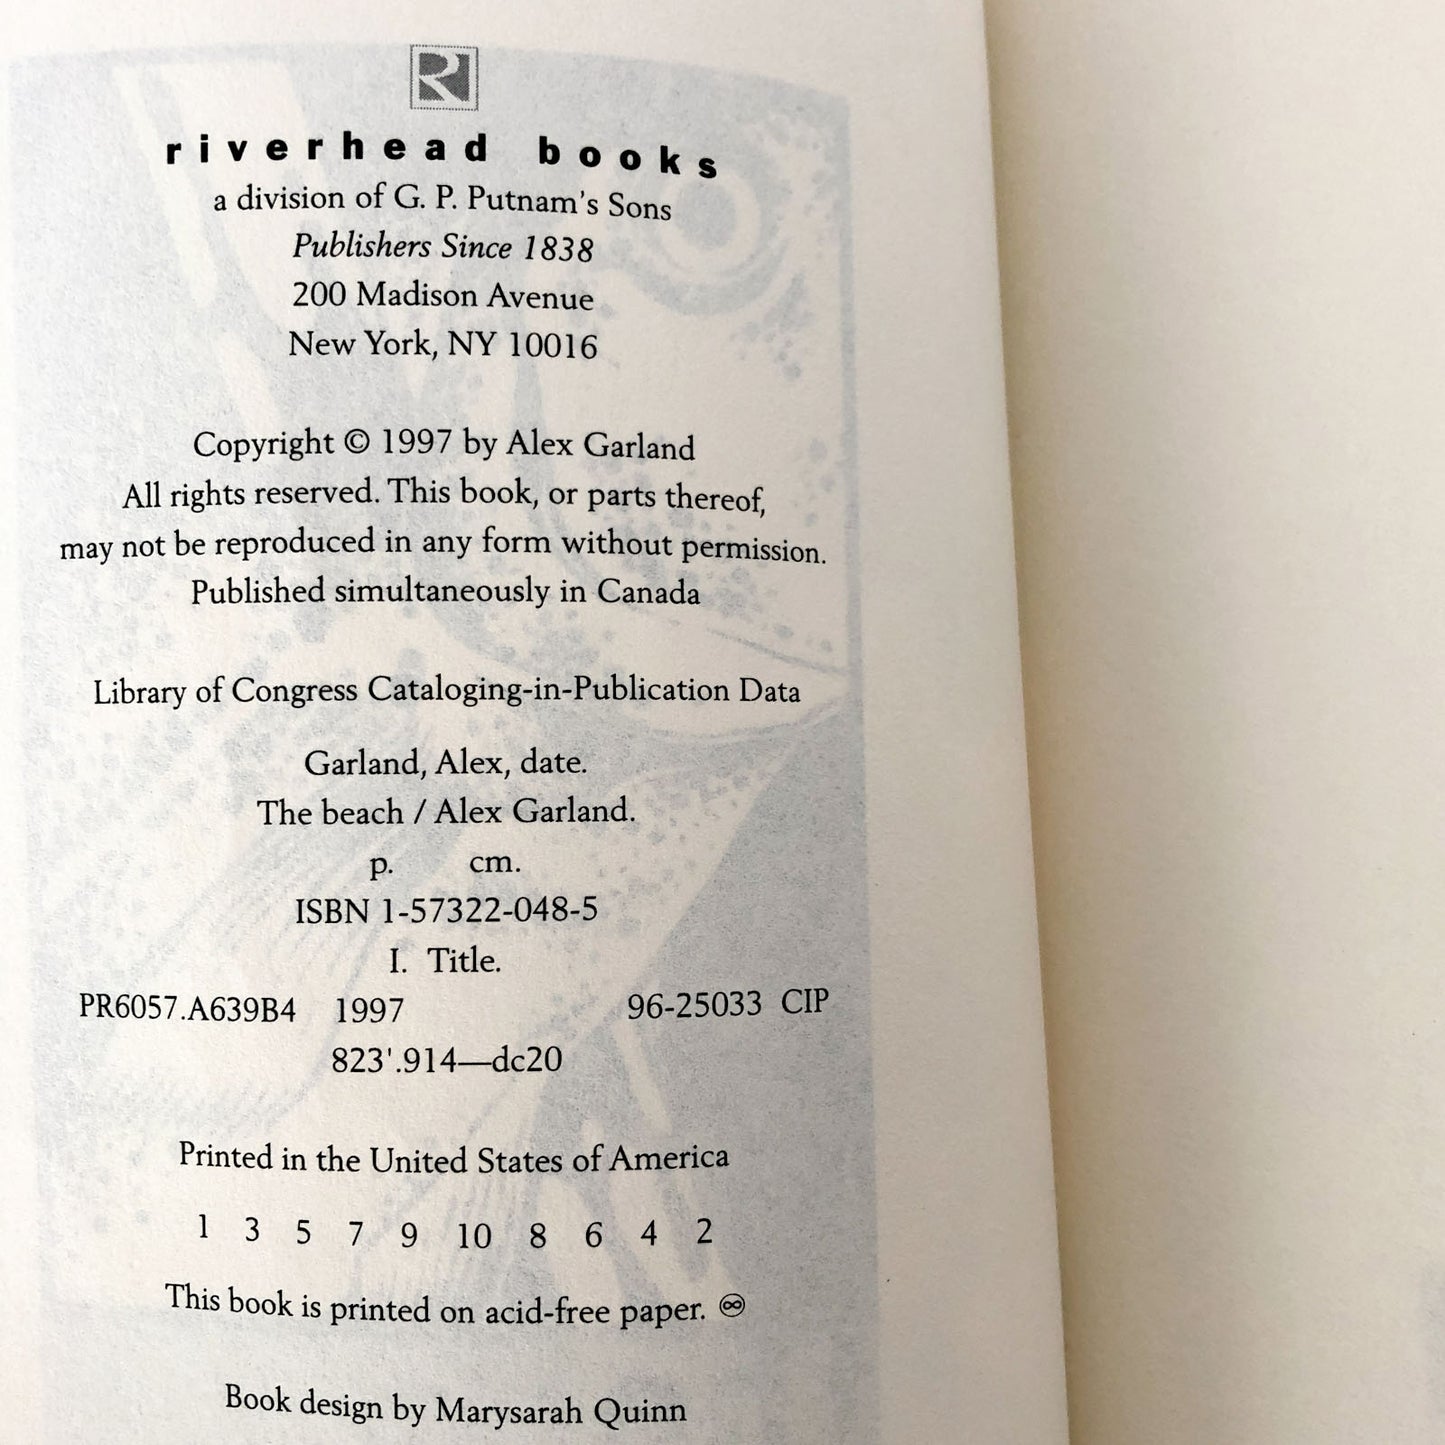 R
riverhead books
a division of G. P. Putnam's Sons
Publishers Since 1838
200 Madison Avenue
New York, NY 10016
Copyright © 1997 by Alex Garland
All rights reserved. This book, or parts thereof,
may not be reproduced in any form without permission.
Published simultaneously in Canada
Library of Congress Cataloging-in-Publication Data
Garland, Alex, date.
The beach / Alex Garland.
p. cm.
ISBN 1-57322-048-5
I. Title.
PR6057.A639B4 1997 96-25033 CIP
823'.914—dc20
Printed in the United States of America
1 3 5 7 9 10 8 6 4 2
This book is printed on acid-free paper. ♾
Book design by Marysarah Quinn